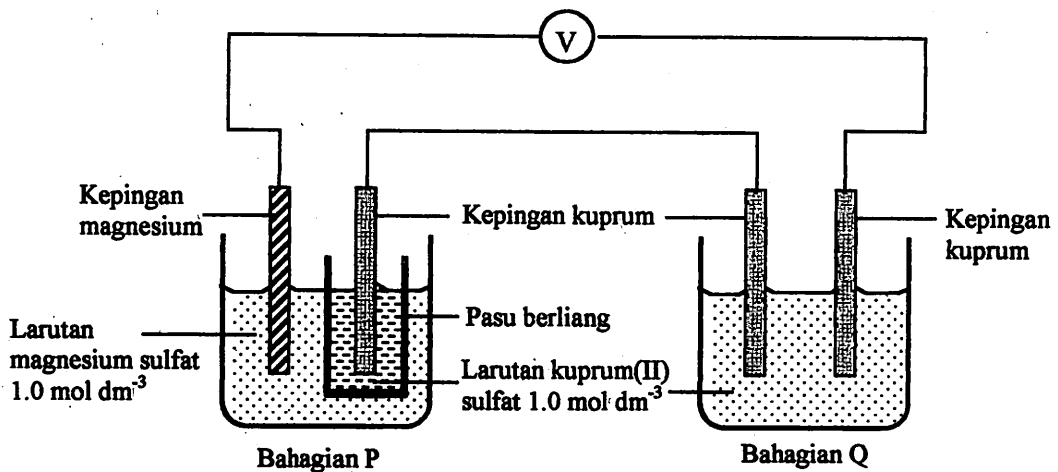 V
Kepingan
magnesium
Kepingan kuprum
Kepingan
kuprum
Larutan
magnesium sulfat
1.0 mol dm⁻³
Pasu berliang
Larutan kuprum(II)
sulfat 1.0 mol dm⁻³
Bahagian P
Bahagian Q